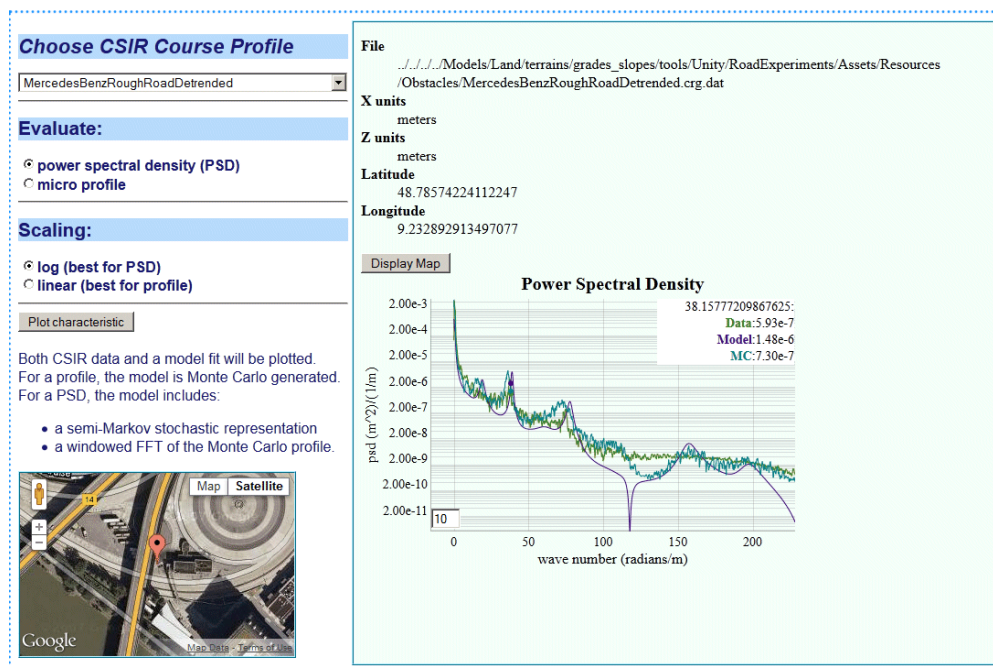 Choose CSIR Course Profile
MercedesBenzRoughRoadDetrended
Evaluate:
power spectral density (PSD)
micro profile
Scaling:
log (best for PSD)
linear (best for profile)
Plot characteristic
Both CSIR data and a model fit will be plotted.
For a profile, the model is Monte Carlo generated.
For a PSD, the model includes:
• a semi-Markov stochastic representation
• a windowed FFT of the Monte Carlo profile.
Map Satellite
14
+
−
Google
Map Data - Terms of Use
File
../../../../Models/Land/terrains/grades_slopes/tools/Unity/RoadExperiments/Assets/Resources
/Obstacles/MercedesBenzRoughRoadDetrended.crg.dat
X units
meters
Z units
meters
Latitude
48.78574224112247
Longitude
9.232892913497077
Display Map
Power Spectral Density
38.15777209867625:
Data:5.93e-7
Model:1.48e-6
MC:7.30e-7
psd (m^2)/(1/m)
2.00e-3
2.00e-4
2.00e-5
2.00e-6
2.00e-7
2.00e-8
2.00e-9
2.00e-10
2.00e-11
10
0 50 100 150 200
wave number (radians/m)